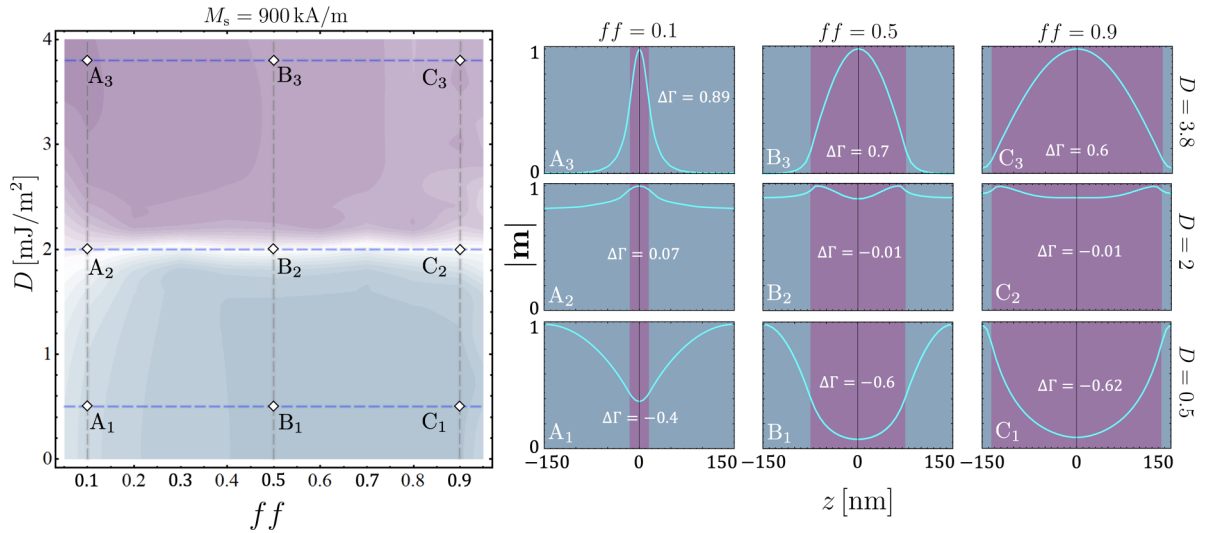 M_s = 900 kA/m
4
3
2
1
0
D [mJ/m²]
A₃ B₃ C₃
A₂ B₂ C₂
A₁ B₁ C₁
0.1 0.2 0.3 0.4 0.5 0.6 0.7 0.8 0.9
ff
ff = 0.1 ff = 0.5 ff = 0.9
1
ΔΓ = 0.89
ΔΓ = 0.7
ΔΓ = 0.6
A₃ B₃ C₃
0
D = 3.8
1
ΔΓ = 0.07
ΔΓ = −0.01
ΔΓ = −0.01
A₂ B₂ C₂
0
D = 2
|m|
1
ΔΓ = −0.4
ΔΓ = −0.6
ΔΓ = −0.62
A₁ B₁ C₁
0
D = 0.5
−150 0 150 −150 0 150 −150 0 150
z [nm]